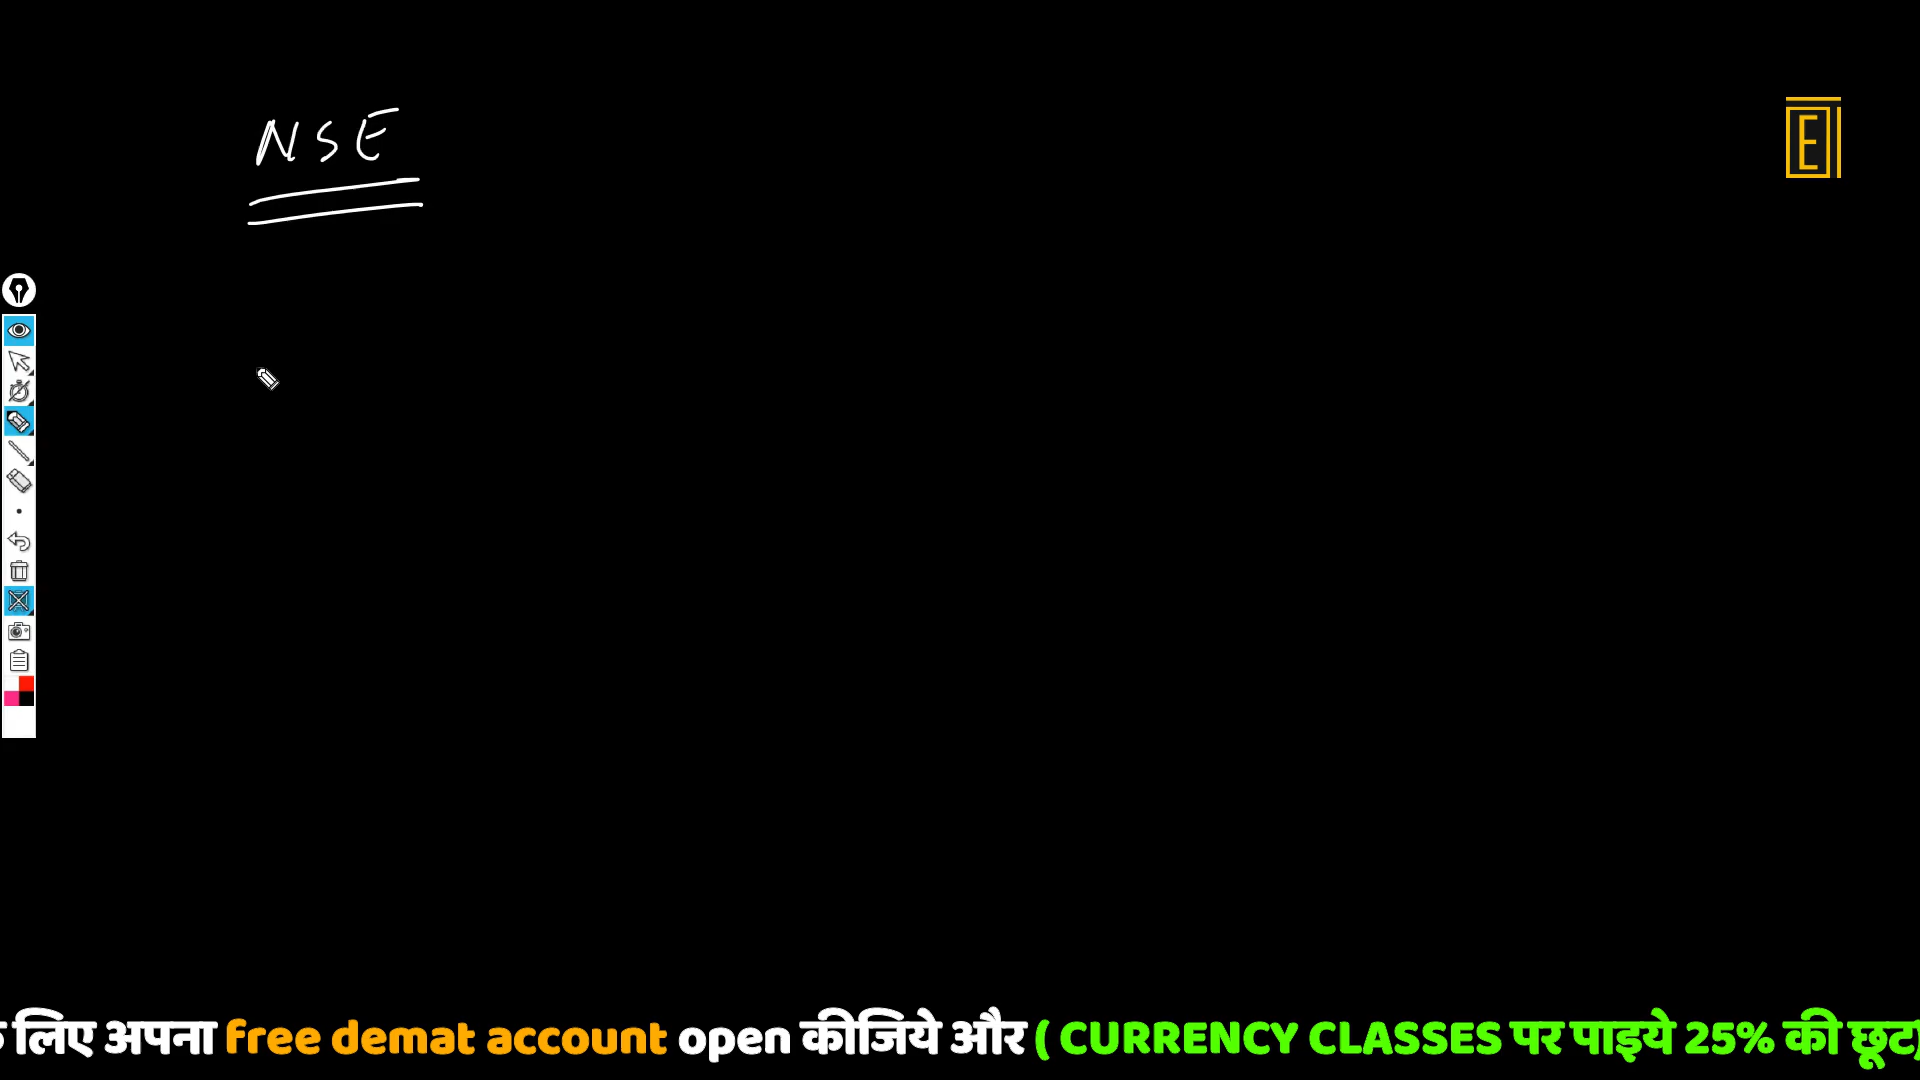 NSE
E
लिए अपना free demat account open कीजिये और ( CURRENCY CLASSES पर पाइये 25% की छूट)